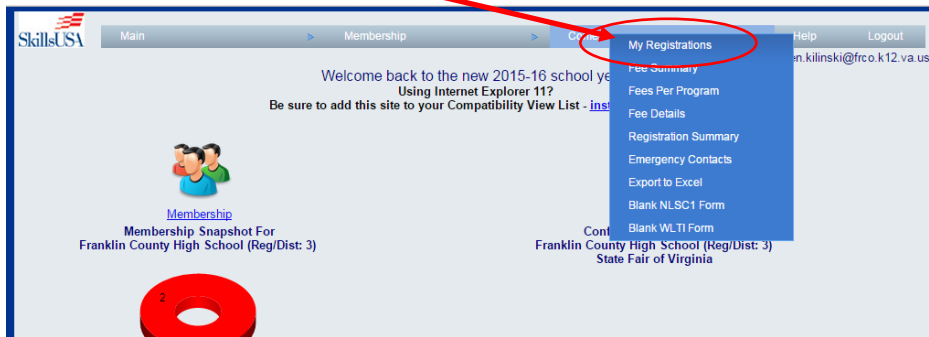 SkillsUSA
Main > Membership > Help Logout
My Registrations
Fee Summary
Fees Per Program
Fee Details
Registration Summary
Emergency Contacts
Export to Excel
Blank NLSC1 Form
Blank WLTI Form
en.kilinski@frco.k12.va.us
Welcome back to the new 2015-16 school ye
Using Internet Explorer 11?
Be sure to add this site to your Compatibility View List - inst
Membership
Membership Snapshot For
Franklin County High School (Reg/Dist: 3)
2
Conf
Franklin County High School (Reg/Dist: 3)
State Fair of Virginia